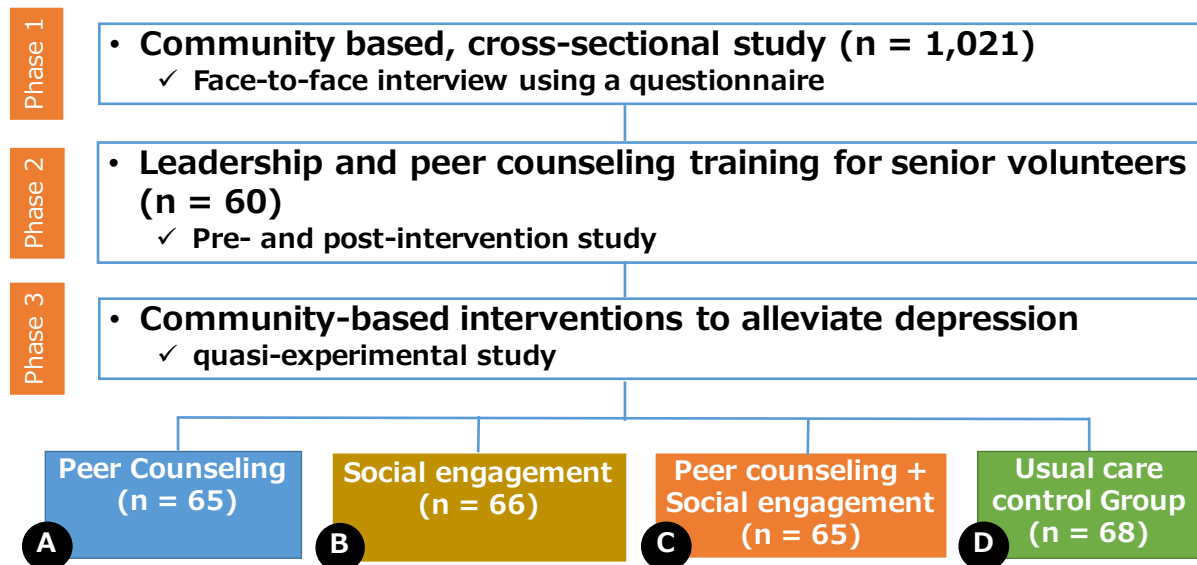 Phase 1
• Community based, cross-sectional study (n = 1,021)
✓ Face-to-face interview using a questionnaire
Phase 2
• Leadership and peer counseling training for senior volunteers
(n = 60)
✓ Pre- and post-intervention study
Phase 3
• Community-based interventions to alleviate depression
✓ quasi-experimental study
Peer Counseling
(n = 65)
A
Social engagement
(n = 66)
B
Peer counseling +
Social engagement
(n = 65)
C
Usual care
control Group
(n = 68)
D